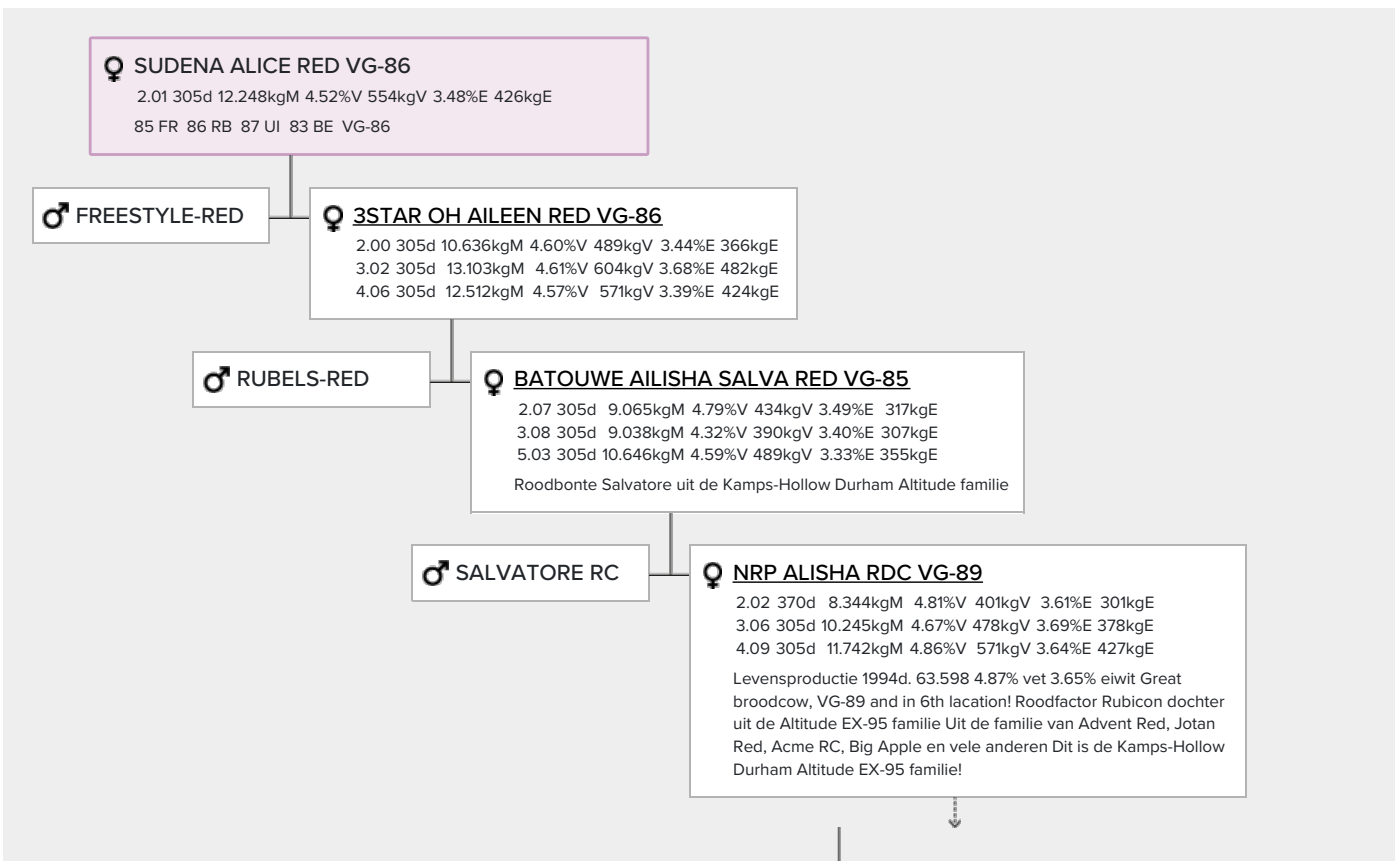 SUDENA ALICE RED VG-86
2.01 305d 12.248kgM 4.52%V 554kgV 3.48%E 426kgE
85 FR 86 RB 87 UI 83 BE VG-86
FREESTYLE-RED
3STAR OH AILEEN RED VG-86
2.00 305d 10.636kgM 4.60%V 489kgV 3.44%E 366kgE
3.02 305d 13.103kgM 4.61%V 604kgV 3.68%E 482kgE
4.06 305d 12.512kgM 4.57%V 571kgV 3.39%E 424kgE
RUBELS-RED
BATOUWE AILISHA SALVA RED VG-85
2.07 305d 9.065kgM 4.79%V 434kgV 3.49%E 317kgE
3.08 305d 9.038kgM 4.32%V 390kgV 3.40%E 307kgE
5.03 305d 10.646kgM 4.59%V 489kgV 3.33%E 355kgE
Roodbonte Salvatore uit de Kamps-Hollow Durham Altitude familie
SALVATORE RC
NRP ALISHA RDC VG-89
2.02 370d 8.344kgM 4.81%V 401kgV 3.61%E 301kgE
3.06 305d 10.245kgM 4.67%V 478kgV 3.69%E 378kgE
4.09 305d 11.742kgM 4.86%V 571kgV 3.64%E 427kgE
Levensproductie 1994d. 63.598 4.87% vet 3.65% eiwit Great
broodcow, VG-89 and in 6th lacation! Roodfactor Rubicon dochter
uit de Altitude EX-95 familie Uit de familie van Advent Red, Jotan
Red, Acme RC, Big Apple en vele anderen Dit is de Kamps-Hollow
Durham Altitude EX-95 familie!